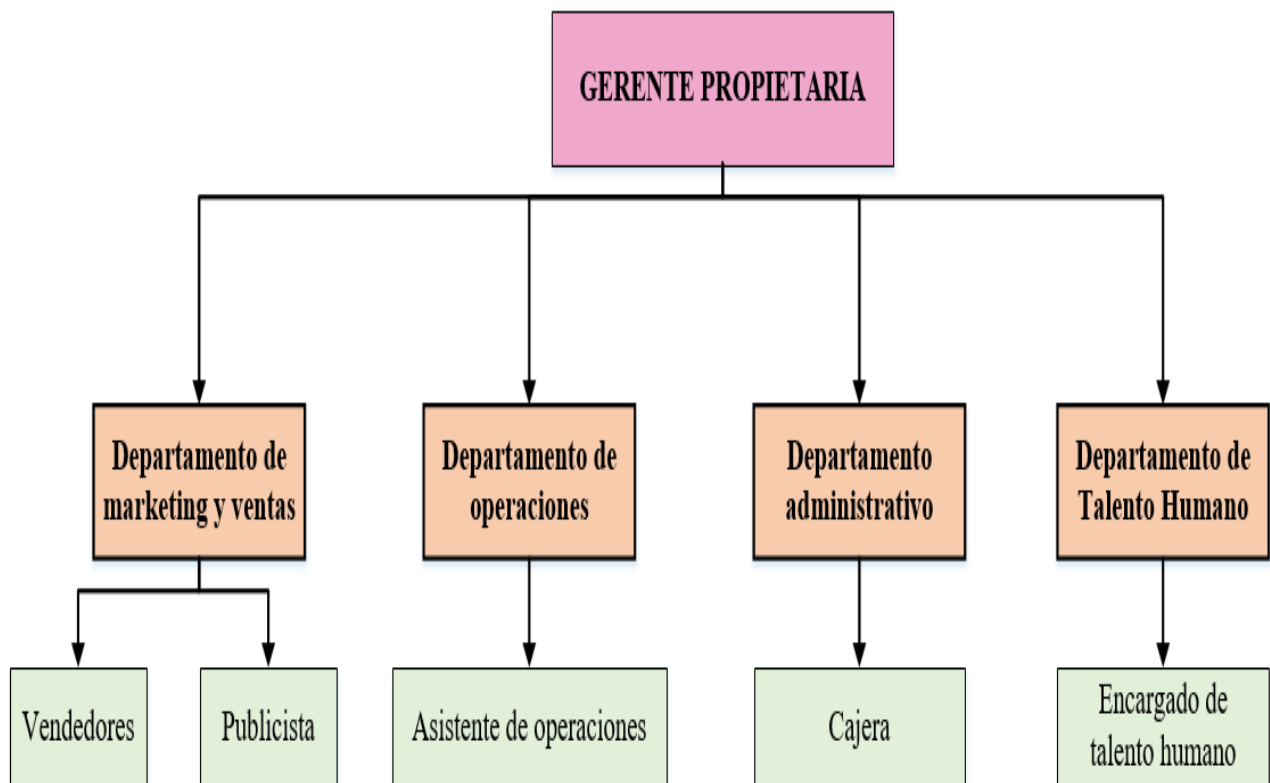 GERENTE PROPIETARIA
Departamento de
marketing y ventas
Departamento de
operaciones
Departamento
administrativo
Departamento de
Talento Humano
Vendedores
Publicista
Asistente de operaciones
Cajera
Encargado de
talento humano